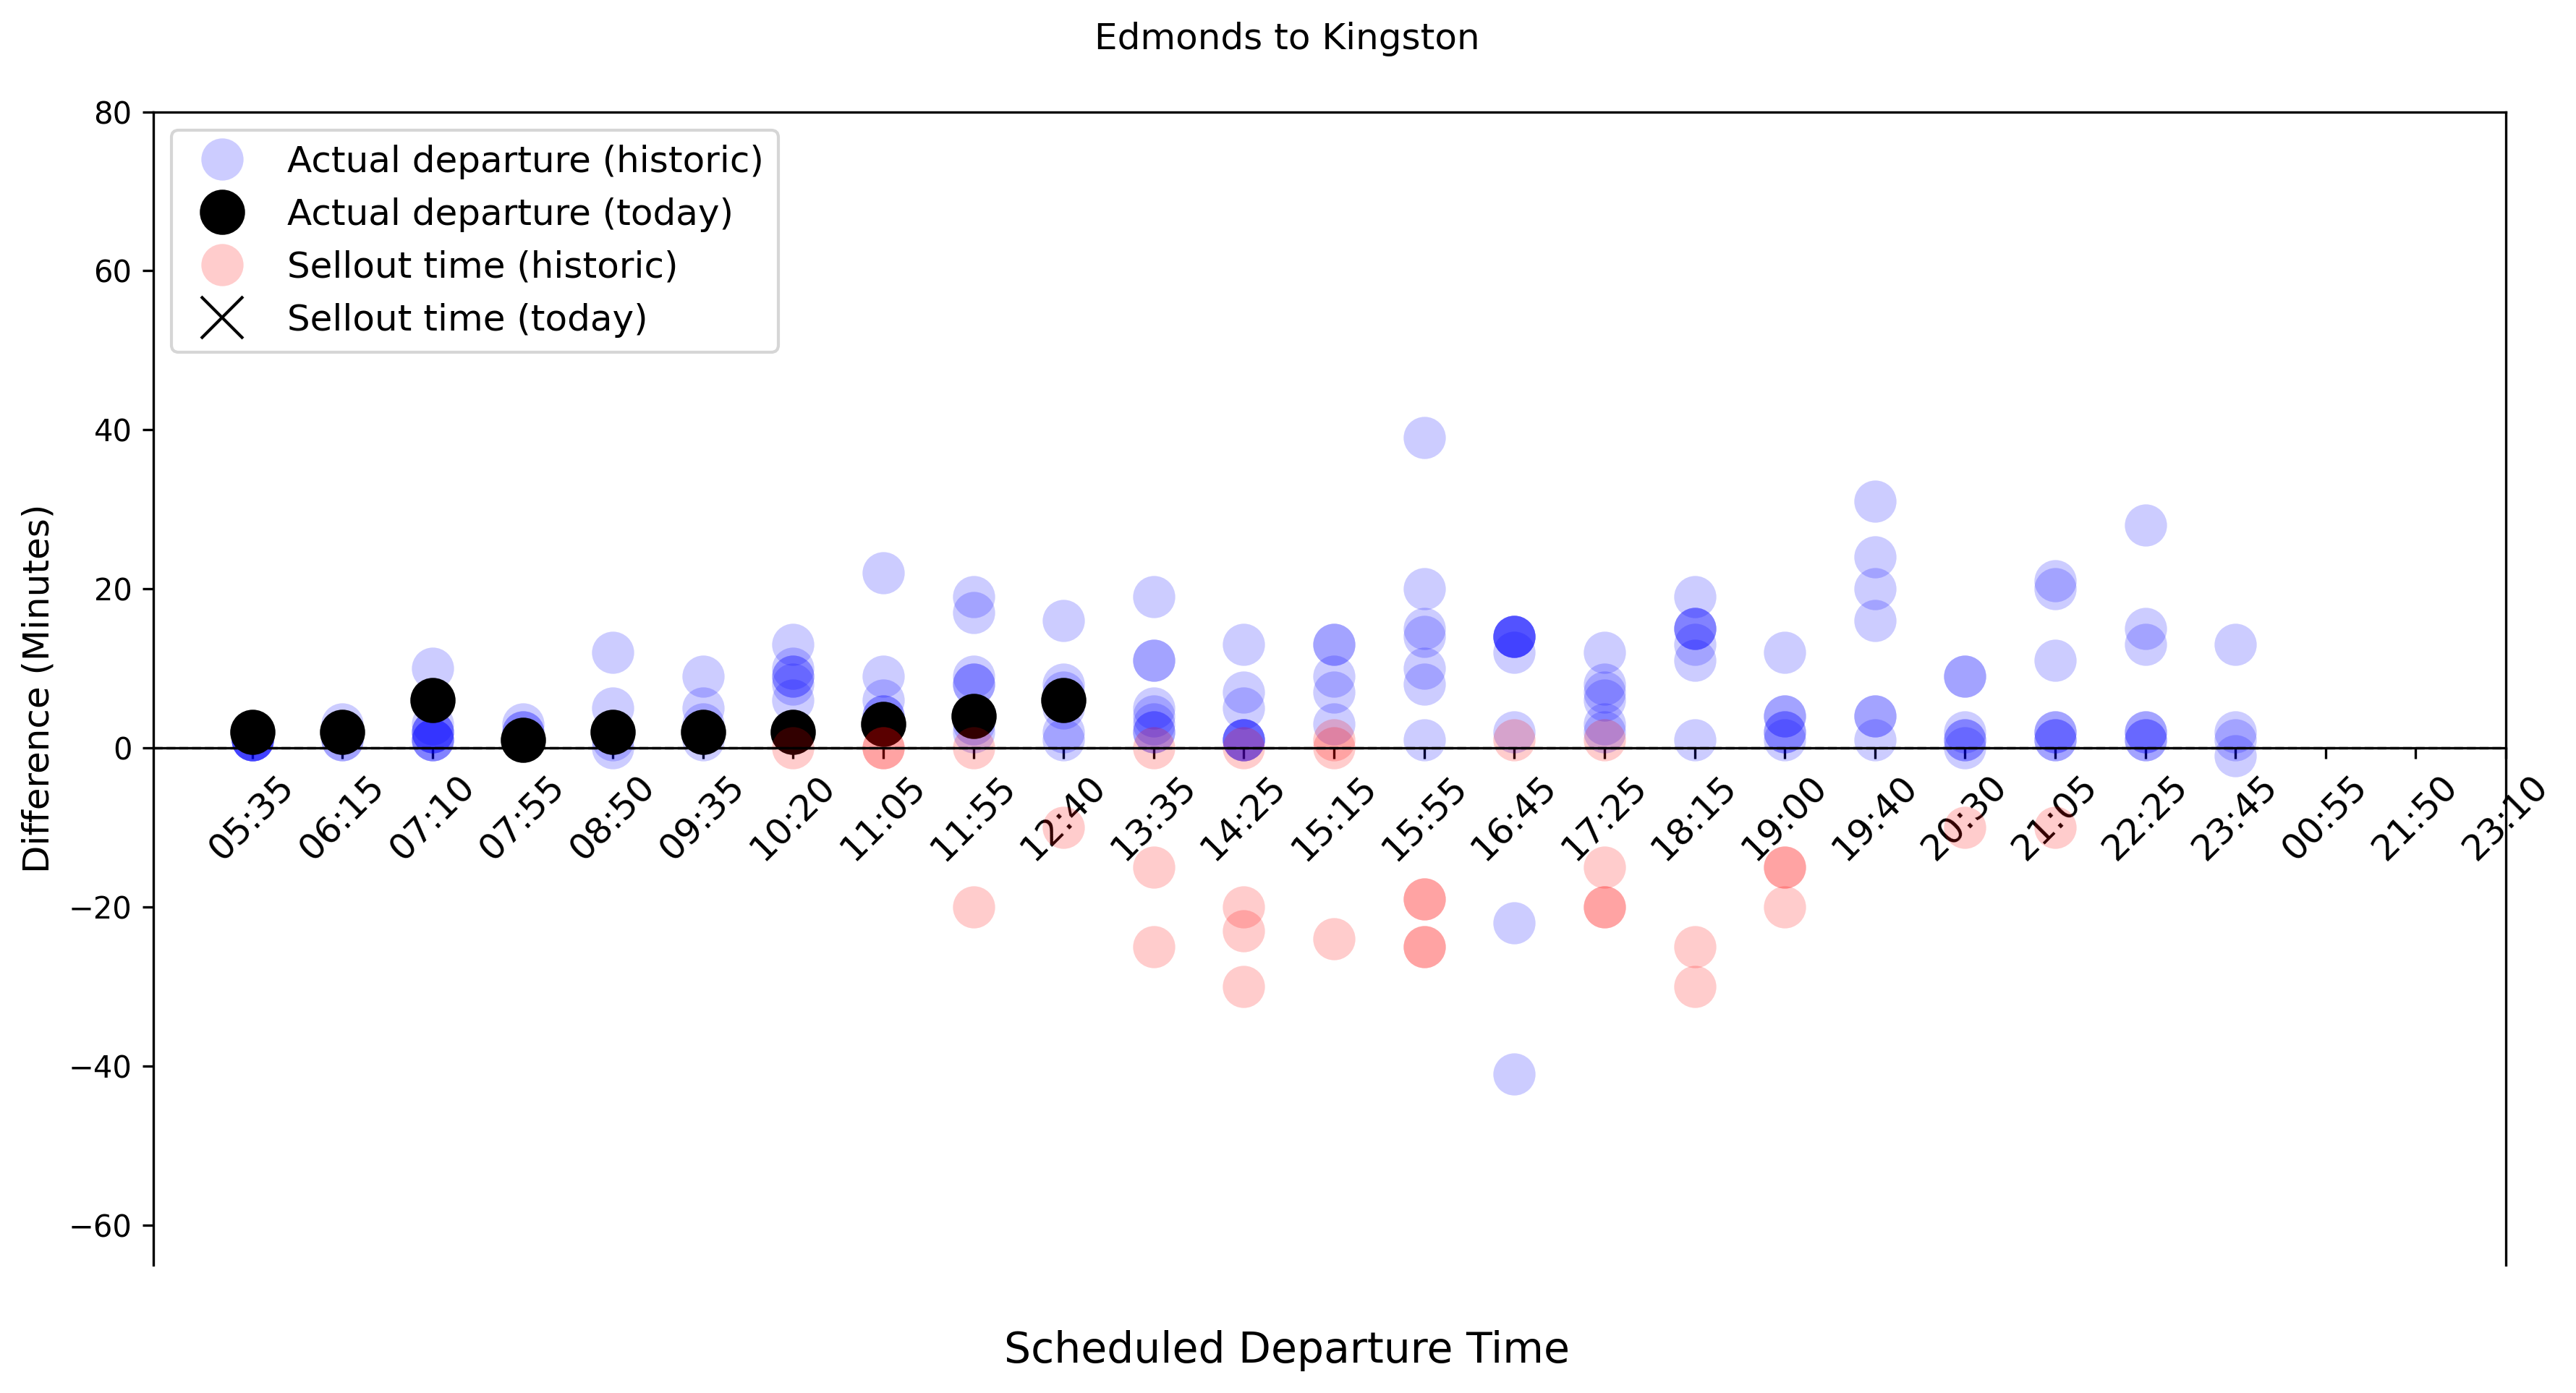 Edmonds to Kingston
80
60
40
20
0
−20
−40
−60
Difference (Minutes)
Actual departure (historic)
Actual departure (today)
Sellout time (historic)
Sellout time (today)
05:35 06:15 07:10 07:55 08:50 09:35 10:20 11:05 11:55 12:40 13:35 14:25 15:15 15:55 16:45 17:25 18:15 19:00 19:40 20:30 21:05 22:25 23:45 00:55 21:50 23:10
Scheduled Departure Time